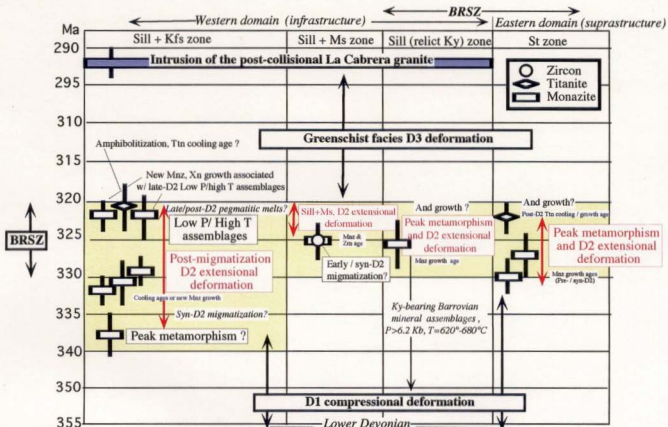 BRSZ
Western domain (infrastructure)
Eastern domain (suprastructure)
Ma
Sill + Kfs zone
Sill + Ms zone
Sill (relict Ky) zone
St zone
290
Intrusion of the post-collisional La Cabrera granite
295
Zircon
Titanite
Monazite
310
Greenschist facies D3 deformation
315
Amphibolitization, Ttn cooling age ?
New Mnz, Xn growth associated
w/ late-D2 Low P/high T assemblages
320
Late/post-D2 pegmatitic melts?
Low P/ High T
assemblages
Sill+Ms, D2 extensional
deformation
And growth?
Peak metamorphism
and D2 extensional
deformation
Mnz growth age
And growth?
Post-D2 Ttn cooling / growth age
Peak metamorphism
and D2 extensional
deformation
Mnz growth ages
(Pre- / syn-D2)
325
BRSZ
Mnz &
Zrn age
Early / syn-D2
migmatization?
Post-migmatization
D2 extensional
deformation
330
Cooling ages or new Mnz growth
335
Syn-D2 migmatization?
Ky-bearing Barrovian
mineral assemblages,
P>6.2 Kb, T=620°-680°C
Peak metamorphism ?
340
350
D1 compressional deformation
355
Lower Devonian